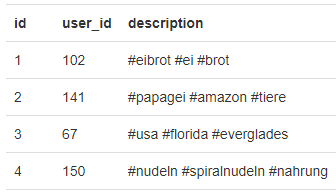 id user_id description
1 102 #eibrot #ei #brot
2 141 #papagei #amazon #tiere
3 67 #usa #florida #everglades
4 150 #nudeln #spiralnudeln #nahrung